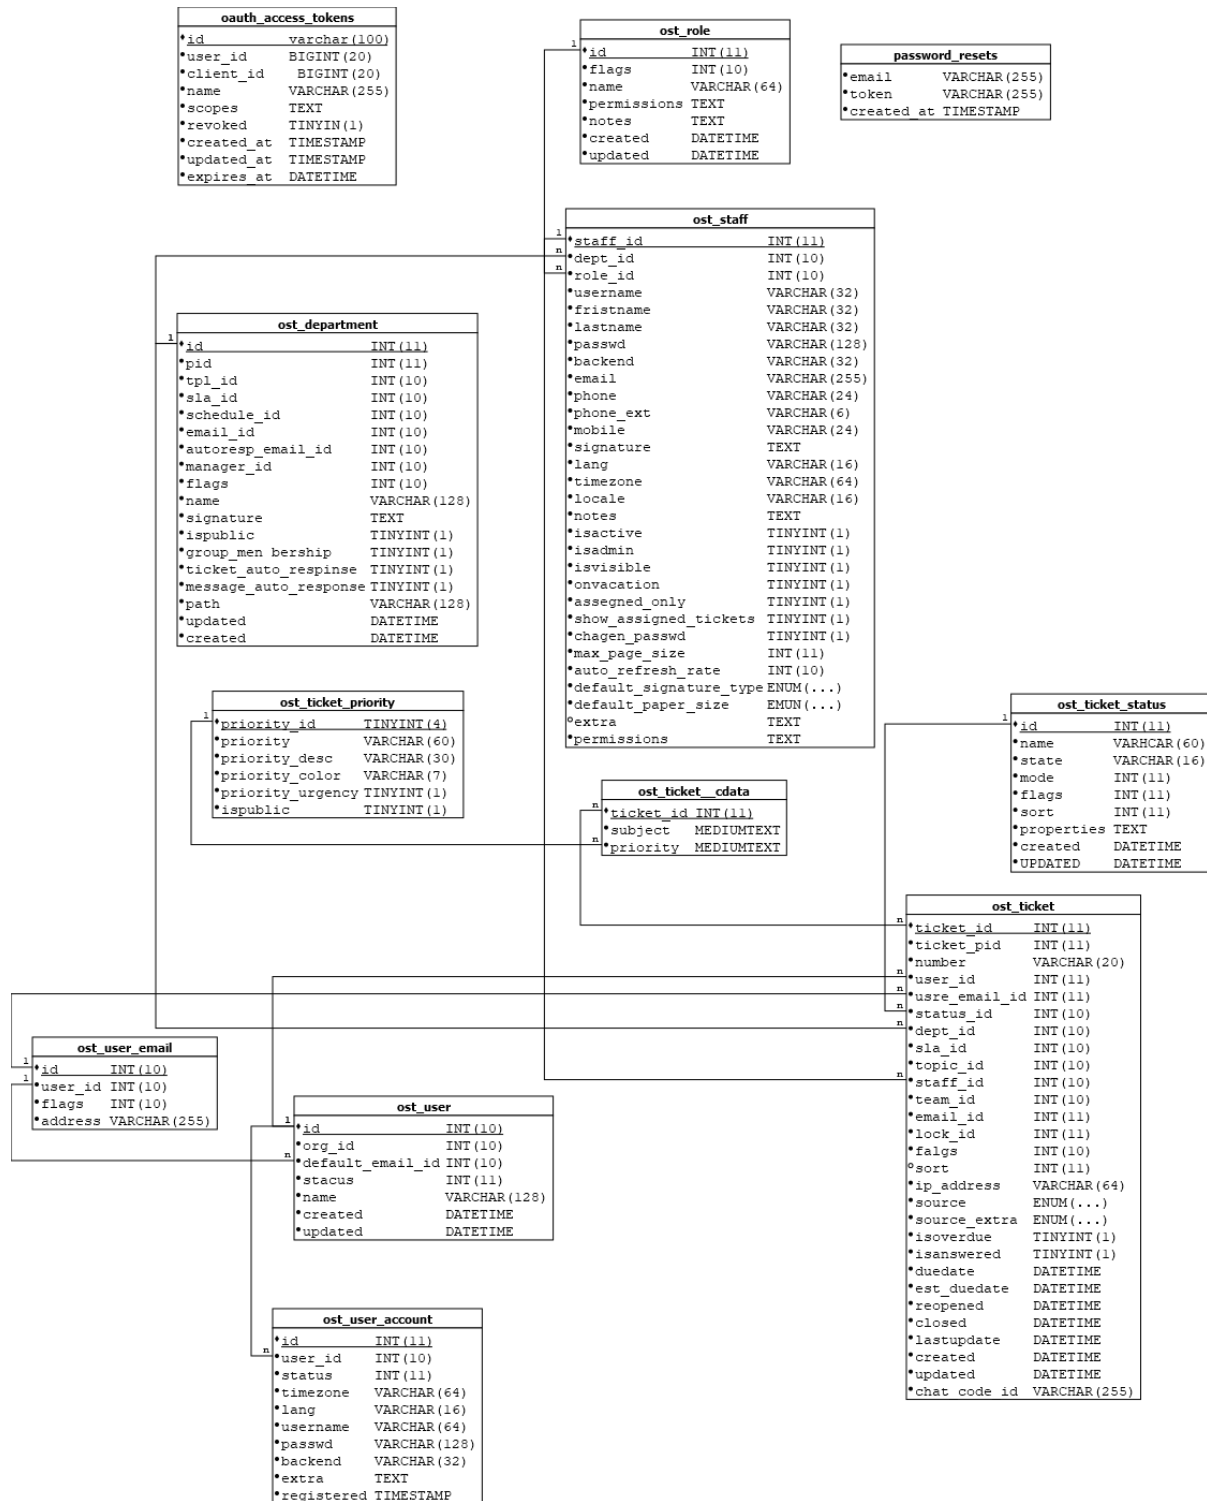 oauth_access_tokens
id varchar(100)
user_id BIGINT(20)
client_id BIGINT(20)
name VARCHAR(255)
scopes TEXT
revoked TINYIN(1)
created_at TIMESTAMP
updated_at TIMESTAMP
expires_at DATETIME
ost_role
1 id INT(11)
flags INT(10)
name VARCHAR(64)
permissions TEXT
notes TEXT
created DATETIME
updated DATETIME
password_resets
email VARCHAR(255)
token VARCHAR(255)
created_at TIMESTAMP
ost_staff
1 staff_id INT(11)
n dept_id INT(10)
n role_id INT(10)
username VARCHAR(32)
fristname VARCHAR(32)
lastname VARCHAR(32)
passwd VARCHAR(128)
backend VARCHAR(32)
email VARCHAR(255)
phone VARCHAR(24)
phone_ext VARCHAR(6)
mobile VARCHAR(24)
signature TEXT
lang VARCHAR(16)
timezone VARCHAR(64)
locale VARCHAR(16)
notes TEXT
isactive TINYINT(1)
isadmin TINYINT(1)
isvisible TINYINT(1)
onvacation TINYINT(1)
assegned_only TINYINT(1)
show_assigned_tickets TINYINT(1)
chagen_passwd TINYINT(1)
max_page_size INT(11)
auto_refresh_rate INT(10)
default_signature_type ENUM(...)
default_paper_size EMUN(...)
extra TEXT
permissions TEXT
ost_department
1 id INT(11)
pid INT(11)
tpl_id INT(10)
sla_id INT(10)
schedule_id INT(10)
email_id INT(10)
autoresp_email_id INT(10)
manager_id INT(10)
flags INT(10)
name VARCHAR(128)
signature TEXT
ispublic TINYINT(1)
group_men bership TINYINT(1)
ticket_auto_respinse TINYINT(1)
message_auto_response TINYINT(1)
path VARCHAR(128)
updated DATETIME
created DATETIME
ost_ticket_priority
1 priority_id TINYINT(4)
priority VARCHAR(60)
priority_desc VARCHAR(30)
priority_color VARCHAR(7)
priority_urgency TINYINT(1)
ispublic TINYINT(1)
ost_ticket__cdata
n ticket_id INT(11)
subject MEDIUMTEXT
n priority MEDIUMTEXT
ost_ticket_status
1 id INT(11)
name VARHCAR(60)
state VARCHAR(16)
mode INT(11)
flags INT(11)
sort INT(11)
properties TEXT
created DATETIME
UPDATED DATETIME
ost_ticket
n ticket_id INT(11)
ticket_pid INT(11)
number VARCHAR(20)
n user_id INT(11)
n usre_email_id INT(11)
n status_id INT(10)
n dept_id INT(10)
sla_id INT(10)
topic_id INT(10)
n staff_id INT(10)
team_id INT(10)
email_id INT(11)
lock_id INT(11)
falgs INT(10)
sort INT(11)
ip_address VARCHAR(64)
source ENUM(...)
source_extra ENUM(...)
isoverdue TINYINT(1)
isanswered TINYINT(1)
duedate DATETIME
est_duedate DATETIME
reopened DATETIME
closed DATETIME
lastupdate DATETIME
created DATETIME
updated DATETIME
chat_code_id VARCHAR(255)
ost_user_email
1 id INT(10)
1 user_id INT(10)
flags INT(10)
address VARCHAR(255)
ost_user
1 id INT(10)
org_id INT(10)
n default_email_id INT(10)
stacus INT(11)
name VARCHAR(128)
created DATETIME
updated DATETIME
ost_user_account
id INT(11)
n user_id INT(10)
status INT(11)
timezone VARCHAR(64)
lang VARCHAR(16)
username VARCHAR(64)
passwd VARCHAR(128)
backend VARCHAR(32)
extra TEXT
registered TIMESTAMP